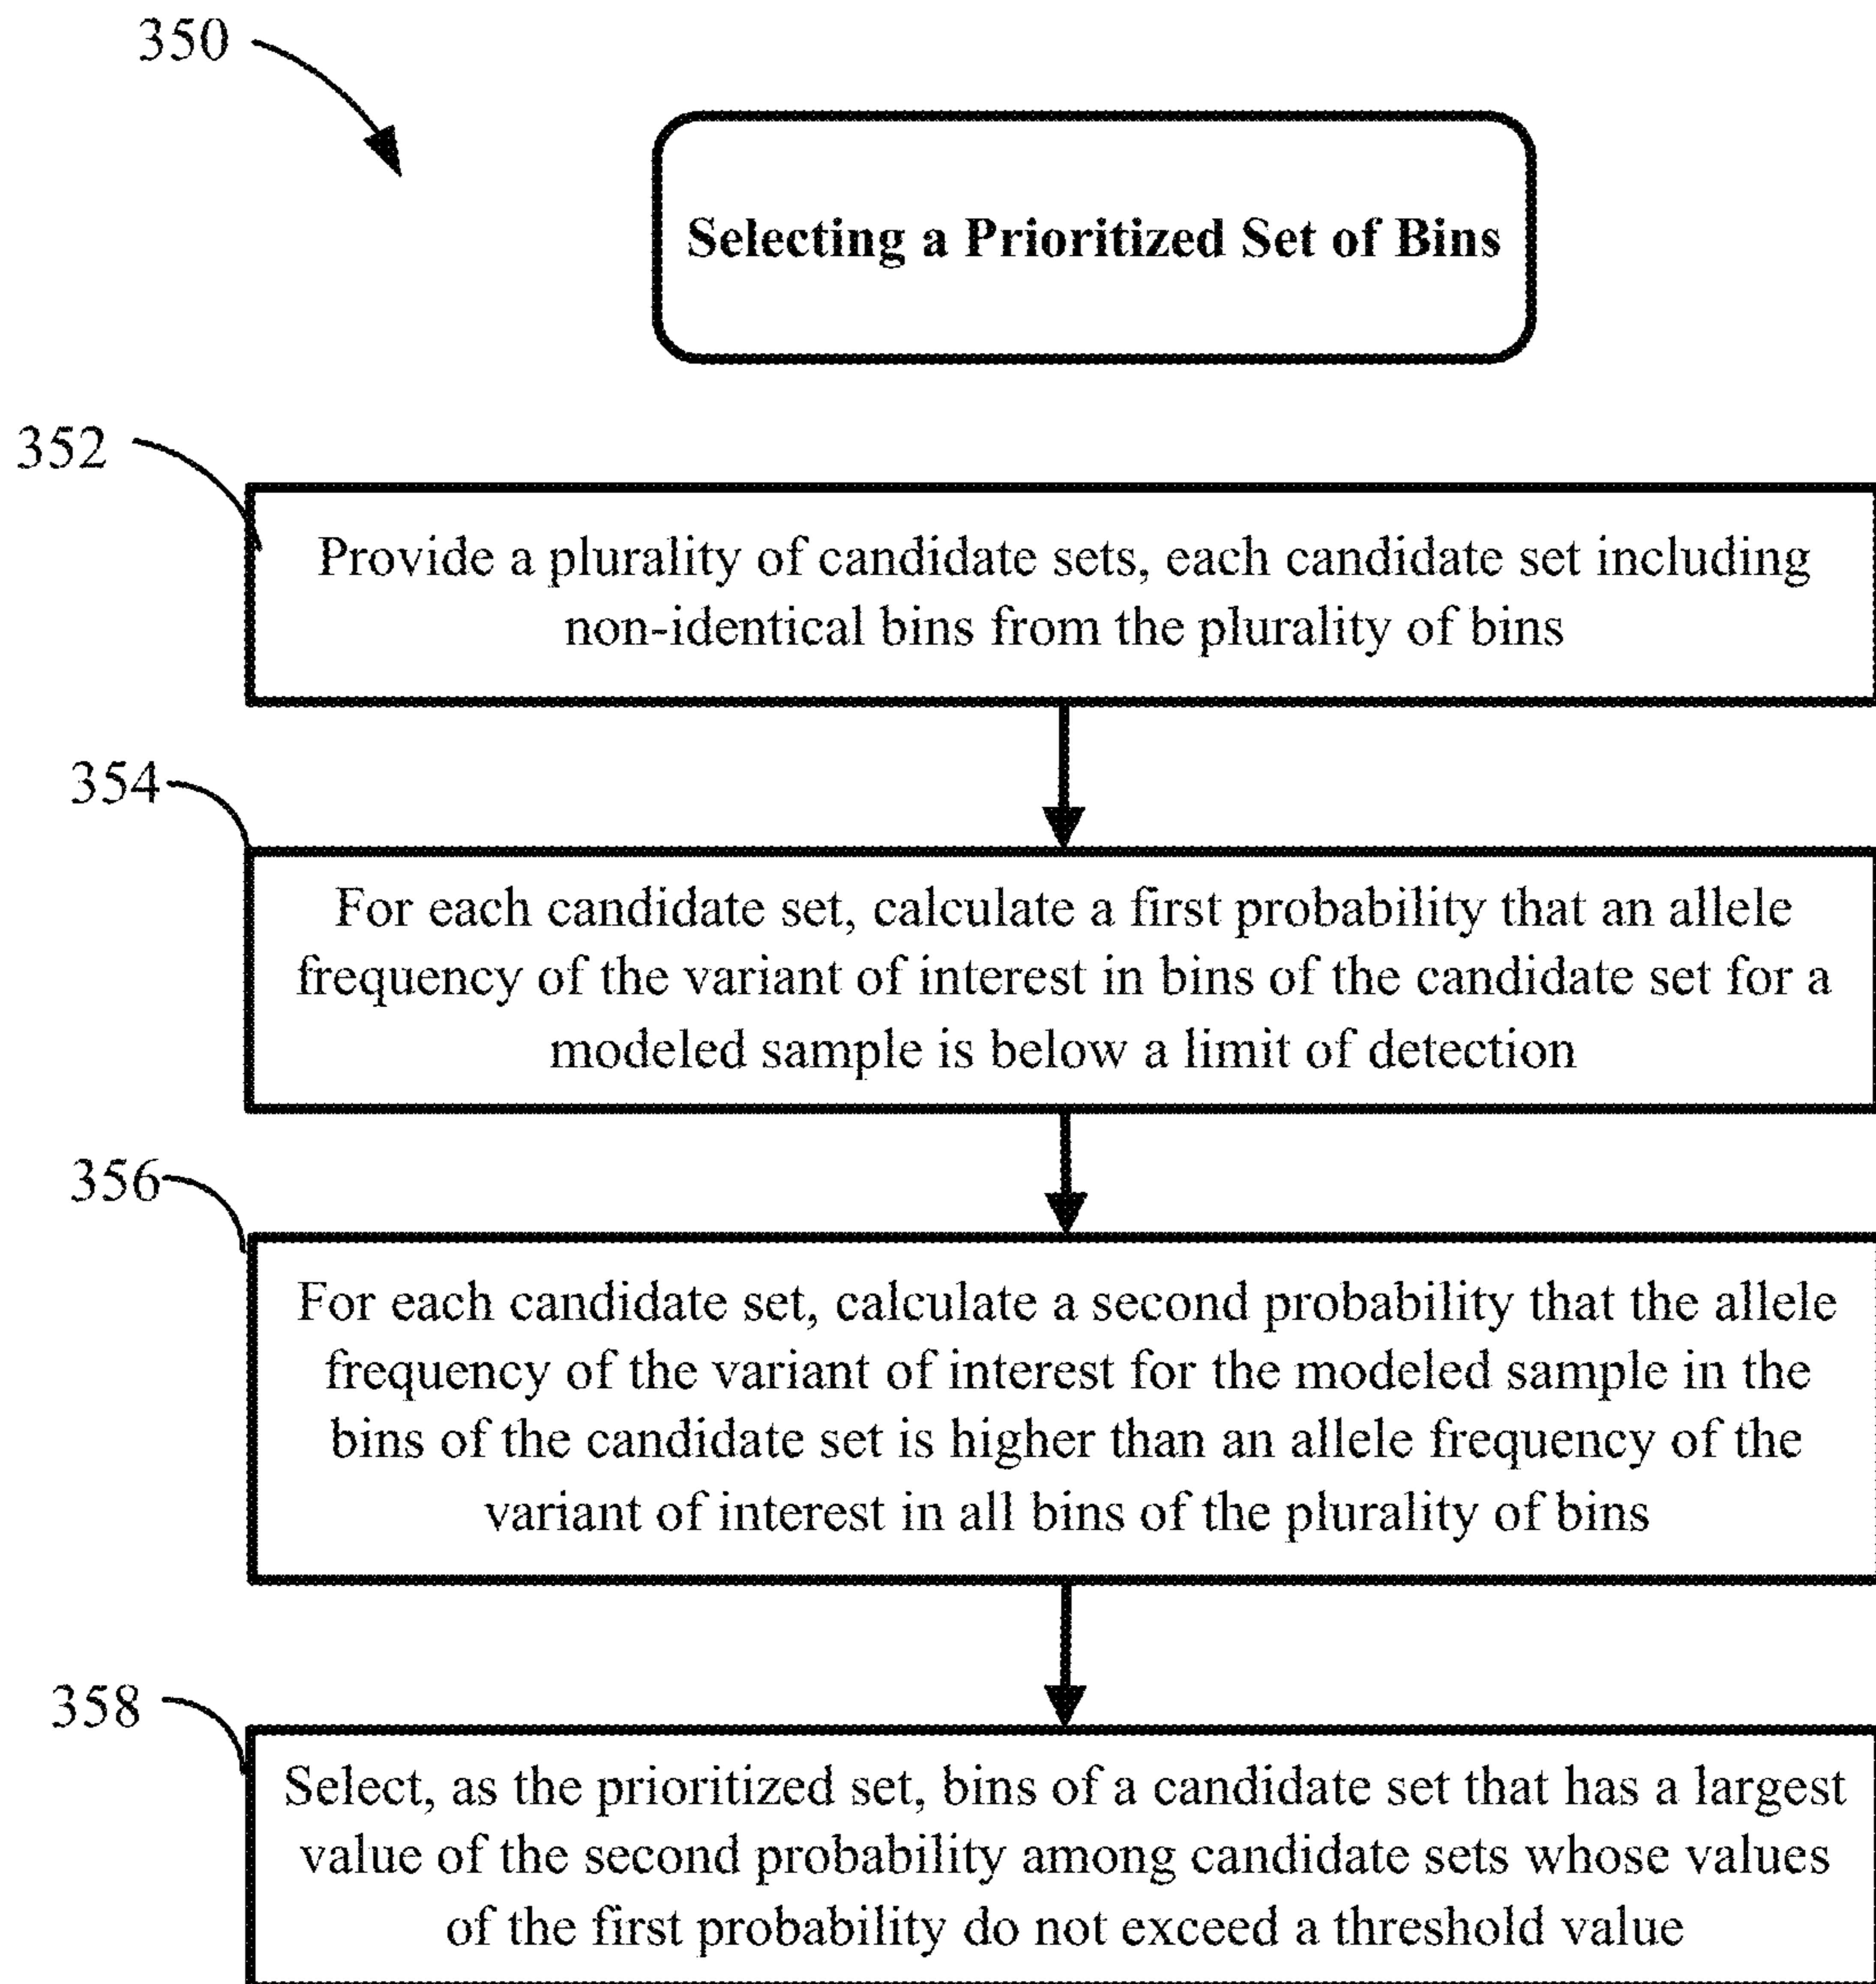 350
Selecting a Prioritized Set of Bins
352
Provide a plurality of candidate sets, each candidate set including
non-identical bins from the plurality of bins
354
For each candidate set, calculate a first probability that an allele
frequency of the variant of interest in bins of the candidate set for a
modeled sample is below a limit of detection
356
For each candidate set, calculate a second probability that the allele
frequency of the variant of interest for the modeled sample in the
bins of the candidate set is higher than an allele frequency of the
variant of interest in all bins of the plurality of bins
358
Select, as the prioritized set, bins of a candidate set that has a largest
value of the second probability among candidate sets whose values
of the first probability do not exceed a threshold value